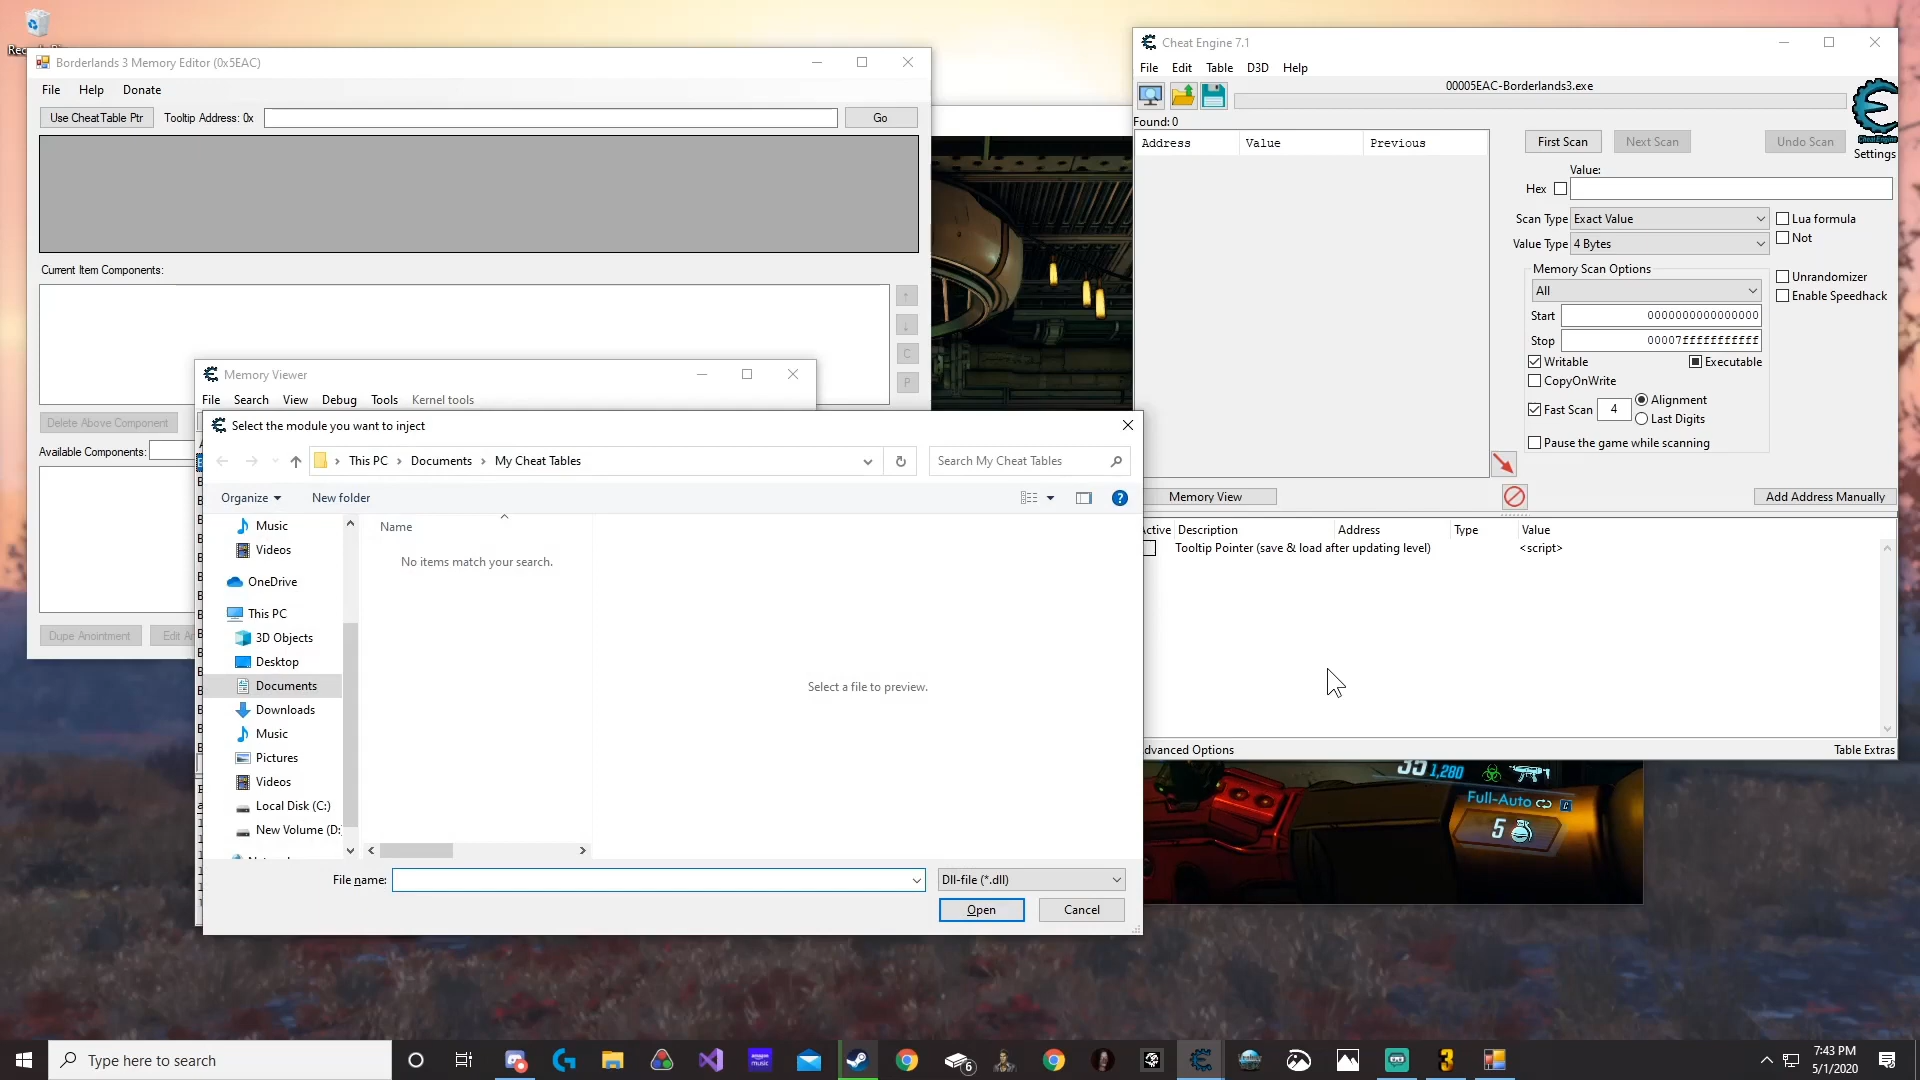 Borderlands 3 Memory Editor (0x5EAC)
File Help Donate
Use CheatTable Ptr Tooltip Address: 0x Go
Current Item Components:
↑
↓
C
P
Delete Above Component
Available Components:
Dupe Anointment
Cheat Engine 7.1
File Edit Table D3D Help
00005EAC-Borderlands3.exe
Found: 0
Address Value Previous
First Scan Next Scan Undo Scan
Cheat Engine
Settings
Value:
Hex
Scan Type Exact Value Lua formula
Value Type 4 Bytes Not
Memory Scan Options
All
Unrandomizer
Enable Speedhack
Start 0000000000000000
Stop 00007fffffffffff
Writable Executable
CopyOnWrite
Fast Scan 4 Alignment
Last Digits
Pause the game while scanning
Memory View Add Address Manually
ctive Description Address Type Value
Tooltip Pointer (save & load after updating level) <script>
dvanced Options Table Extras
Memory Viewer
File Search View Debug Tools Kernel tools
Select the module you want to inject
This PC Documents My Cheat Tables Search My Cheat Tables
Organize New folder
Name
No items match your search.
Select a file to preview.
Music
Videos
OneDrive
This PC
3D Objects
Desktop
Documents
Downloads
Music
Pictures
Videos
Local Disk (C:)
New Volume (D:
File name: Dll-file (*.dll)
Open Cancel
35 1,280
Full-Auto
5
Type here to search
6
3
7:43 PM
5/1/2020